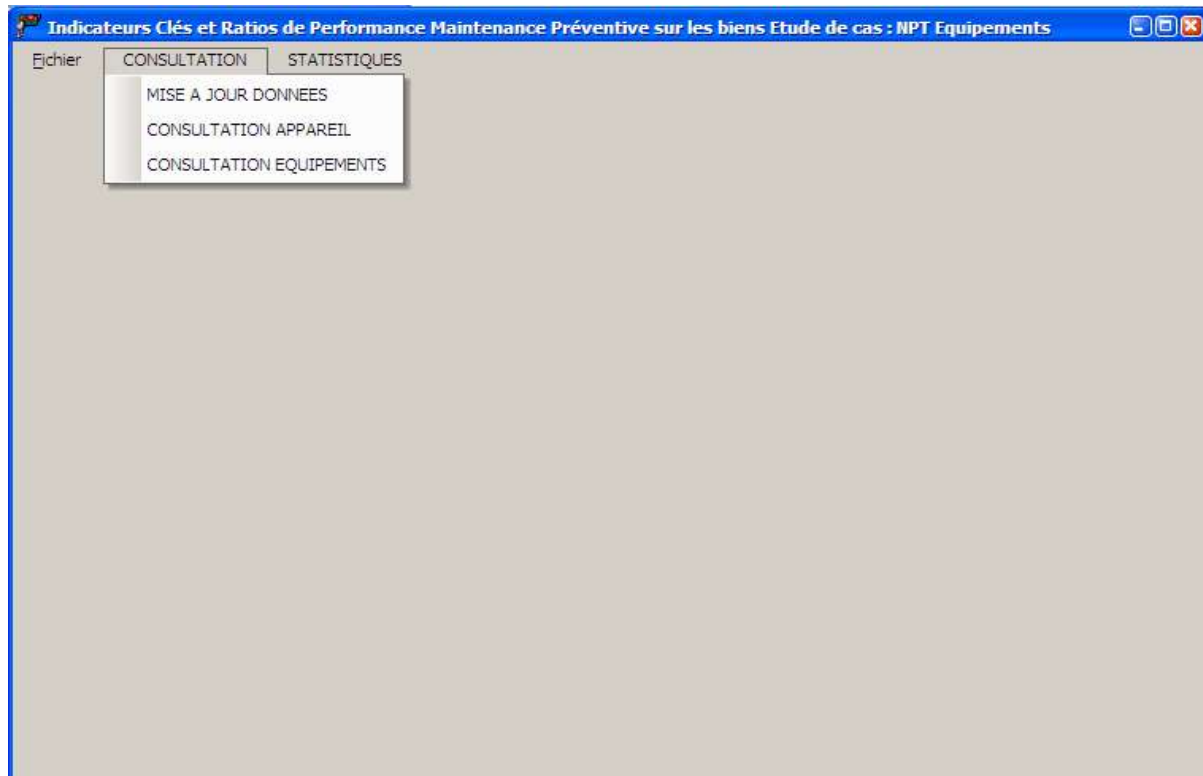 Indicateurs Clés et Ratios de Performance Maintenance Préventive sur les biens Etude de cas : NPT Equipements
Fichier CONSULTATION STATISTIQUES
MISE A JOUR DONNEES
CONSULTATION APPAREIL
CONSULTATION EQUIPEMENTS